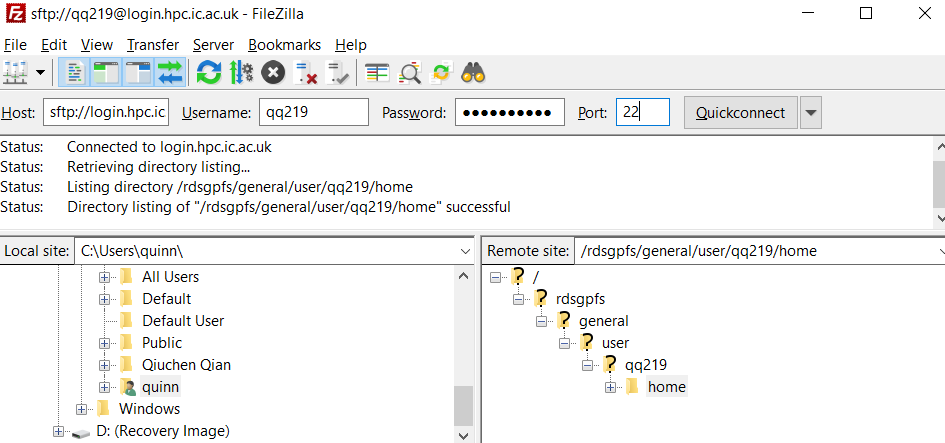 sftp://qq219@login.hpc.ic.ac.uk - FileZilla
File Edit View Transfer Server Bookmarks Help
Host: sftp://login.hpc.ic Username: qq219 Password: ●●●●●●●●●● Port: 22 Quickconnect
Status: Connected to login.hpc.ic.ac.uk
Status: Retrieving directory listing...
Status: Listing directory /rdsgpfs/general/user/qq219/home
Status: Directory listing of "/rdsgpfs/general/user/qq219/home" successful
Local site: C:\Users\quinn\
All Users
Default
Default User
Public
Qiuchen Qian
quinn
Windows
D: (Recovery Image)
Remote site: /rdsgpfs/general/user/qq219/home
? /
? rdsgpfs
? general
? user
? qq219
home